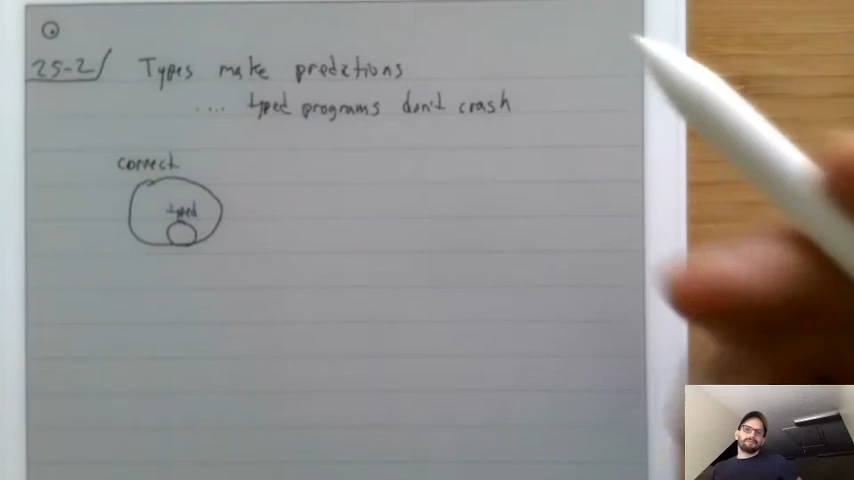 25-2/ Types make predictions
.... typed programs don't crash
correct
typed